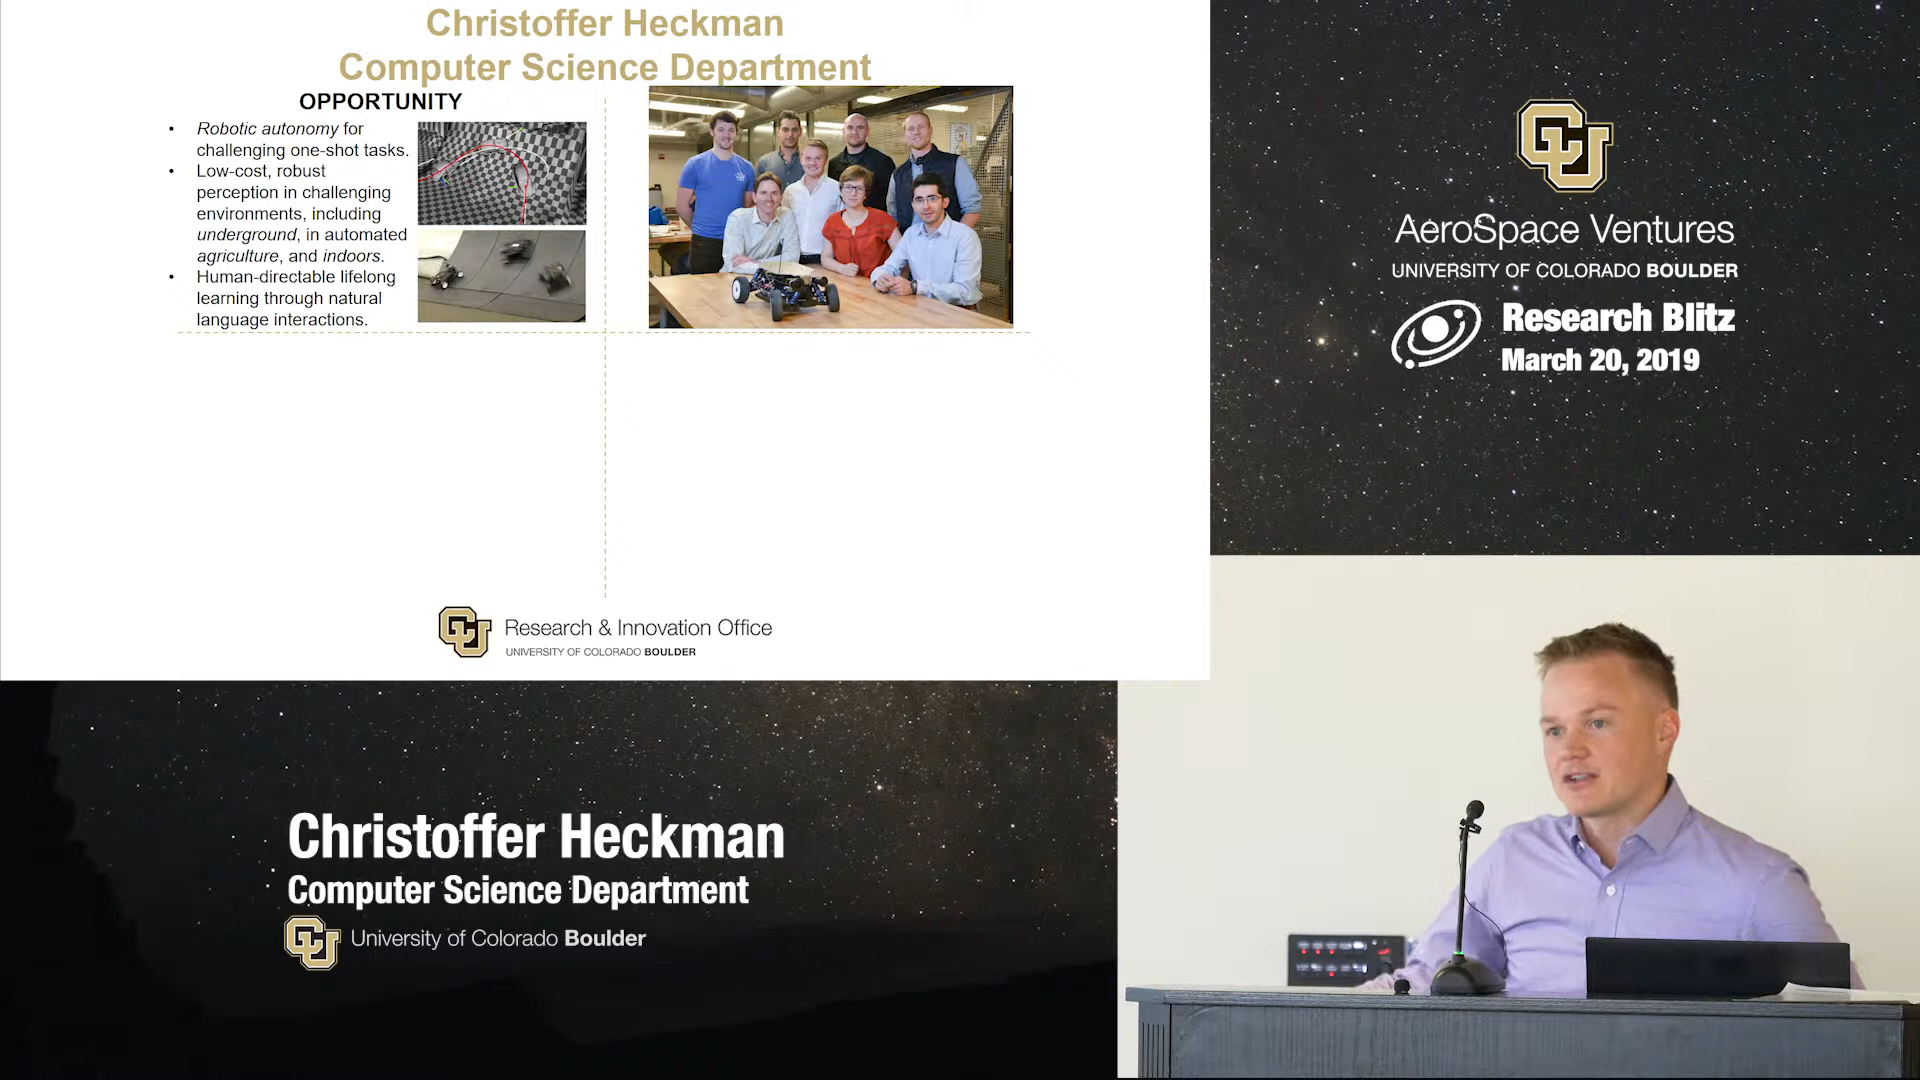 Christoffer Heckman
Computer Science Department
OPPORTUNITY
• Robotic autonomy for
challenging one-shot tasks.
• Low-cost, robust
perception in challenging
environments, including
underground, in automated
agriculture, and indoors.
• Human-directable lifelong
learning through natural
language interactions.
CU
Research & Innovation Office
UNIVERSITY OF COLORADO BOULDER
CU
AeroSpace Ventures
UNIVERSITY OF COLORADO BOULDER
Research Blitz
March 20, 2019
Christoffer Heckman
Computer Science Department
CU
University of Colorado Boulder